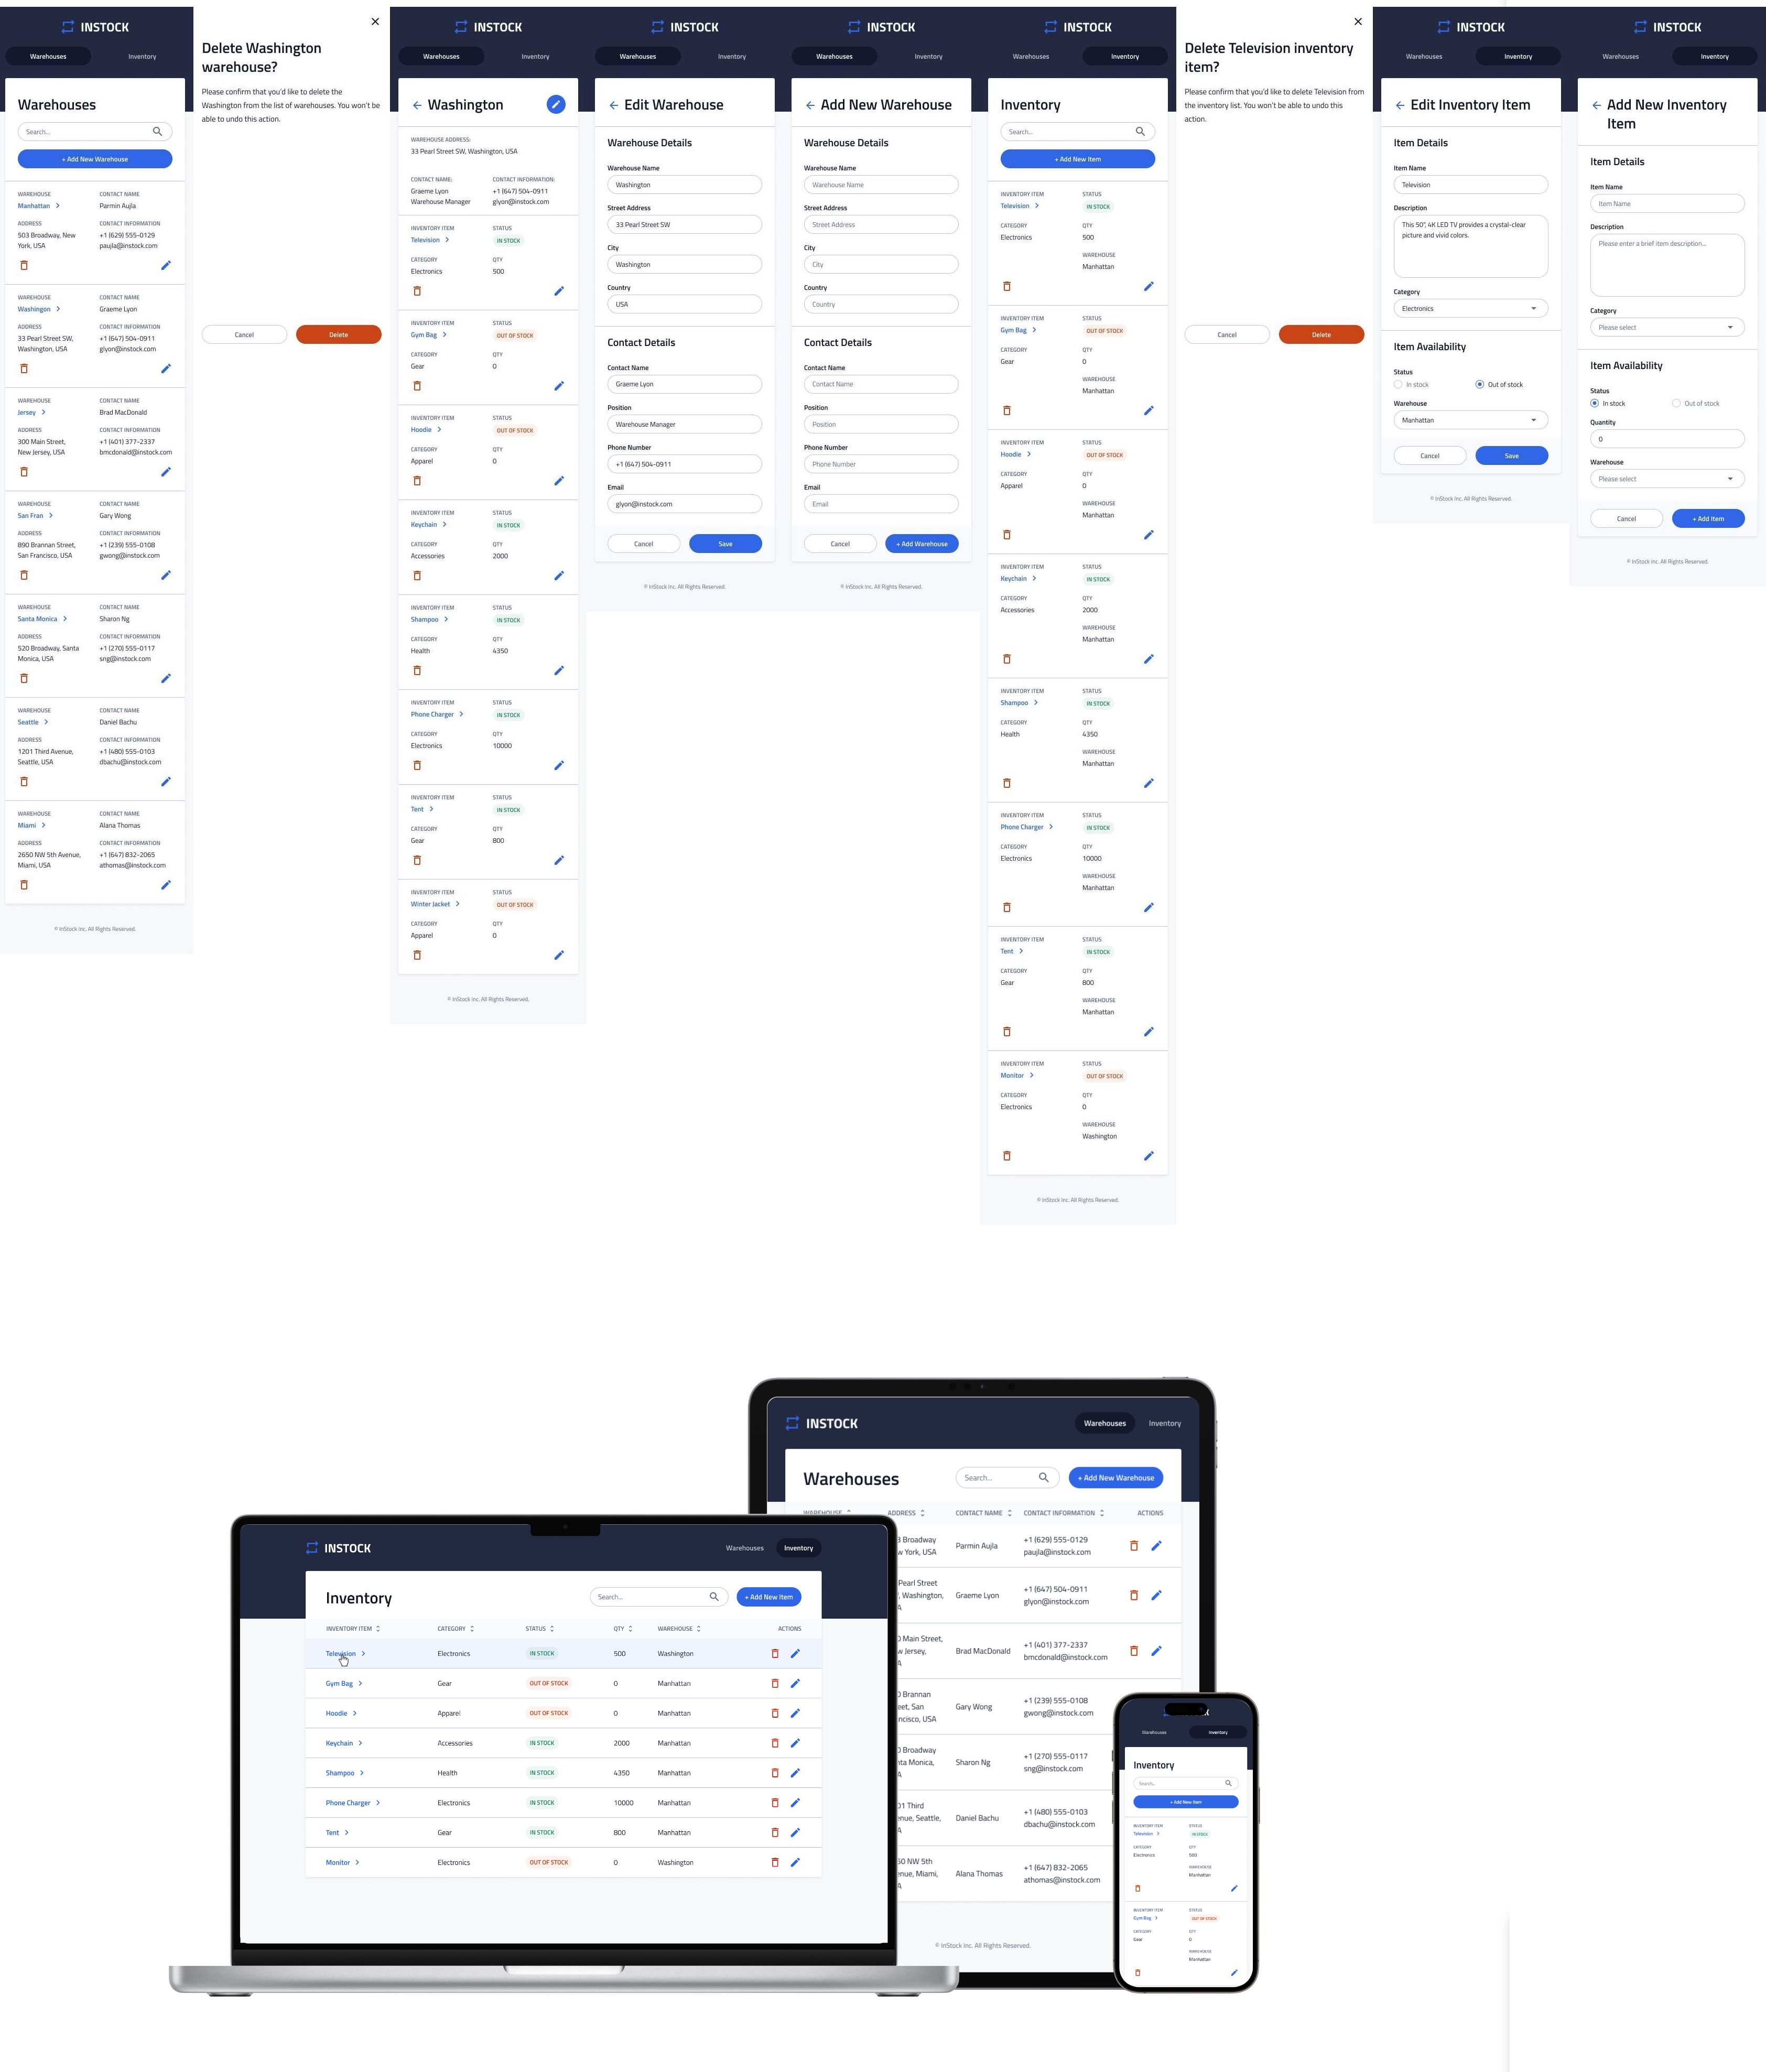 INSTOCK
Warehouses Inventory
Warehouses
Search...
+ Add New Warehouse
WAREHOUSE CONTACT NAME
Manhattan Parmin Aujla
ADDRESS CONTACT INFORMATION
503 Broadway, New +1 (629) 555-0129
York, USA paujla@instock.com
WAREHOUSE CONTACT NAME
Washingon Graeme Lyon
ADDRESS CONTACT INFORMATION
33 Pearl Street SW, +1 (647) 504-0911
Washington, USA glyon@instock.com
WAREHOUSE CONTACT NAME
Jersey Brad MacDonald
ADDRESS CONTACT INFORMATION
300 Main Street, +1 (401) 377-2337
New Jersey, USA bmcdonald@instock.com
WAREHOUSE CONTACT NAME
San Fran Gary Wong
ADDRESS CONTACT INFORMATION
890 Brannan Street, +1 (239) 555-0108
San Francisco, USA gwong@instock.com
WAREHOUSE CONTACT NAME
Santa Monica Sharon Ng
ADDRESS CONTACT INFORMATION
520 Broadway, Santa +1 (270) 555-0117
Monica, USA sng@instock.com
WAREHOUSE CONTACT NAME
Seattle Daniel Bachu
ADDRESS CONTACT INFORMATION
1201 Third Avenue, +1 (480) 555-0103
Seattle, USA dbachu@instock.com
WAREHOUSE CONTACT NAME
Miami Alana Thomas
ADDRESS CONTACT INFORMATION
2650 NW 5th Avenue, +1 (647) 832-2065
Miami, USA athomas@instock.com
© InStock Inc. All Rights Reserved.
Delete Washington
warehouse?
Please confirm that you'd like to delete the
Washington from the list of warehouses. You won't be
able to undo this action.
Cancel Delete
INSTOCK
Warehouses Inventory
Washington
WAREHOUSE ADDRESS:
33 Pearl Street SW, Washington, USA
CONTACT NAME: CONTACT INFORMATION:
Graeme Lyon +1 (647) 504-0911
Warehouse Manager glyon@instock.com
INVENTORY ITEM STATUS
Television IN STOCK
CATEGORY QTY
Electronics 500
INVENTORY ITEM STATUS
Gym Bag OUT OF STOCK
CATEGORY QTY
Gear 0
INVENTORY ITEM STATUS
Hoodie OUT OF STOCK
CATEGORY QTY
Apparel 0
INVENTORY ITEM STATUS
Keychain IN STOCK
CATEGORY QTY
Accessories 2000
INVENTORY ITEM STATUS
Shampoo IN STOCK
CATEGORY QTY
Health 4350
INVENTORY ITEM STATUS
Phone Charger IN STOCK
CATEGORY QTY
Electronics 10000
INVENTORY ITEM STATUS
Tent IN STOCK
CATEGORY QTY
Gear 800
INVENTORY ITEM STATUS
Winter Jacket OUT OF STOCK
CATEGORY QTY
Apparel 0
© InStock Inc. All Rights Reserved.
INSTOCK
Warehouses Inventory
Edit Warehouse
Warehouse Details
Warehouse Name
Washington
Street Address
33 Pearl Street SW
City
Washington
Country
USA
Contact Details
Contact Name
Graeme Lyon
Position
Warehouse Manager
Phone Number
+1 (647) 504-0911
Email
glyon@instock.com
Cancel Save
© InStock Inc. All Rights Reserved.
INSTOCK
Warehouses Inventory
Add New Warehouse
Warehouse Details
Warehouse Name
Warehouse Name
Street Address
Street Address
City
City
Country
Country
Contact Details
Contact Name
Contact Name
Position
Position
Phone Number
Phone Number
Email
Email
Cancel + Add Warehouse
© InStock Inc. All Rights Reserved.
INSTOCK
Warehouses Inventory
Inventory
Search...
+ Add New Item
INVENTORY ITEM STATUS
Television IN STOCK
CATEGORY QTY
Electronics 500
WAREHOUSE
Manhattan
INVENTORY ITEM STATUS
Gym Bag OUT OF STOCK
CATEGORY QTY
Gear 0
WAREHOUSE
Manhattan
INVENTORY ITEM STATUS
Hoodie OUT OF STOCK
CATEGORY QTY
Apparel 0
WAREHOUSE
Manhattan
INVENTORY ITEM STATUS
Keychain IN STOCK
CATEGORY QTY
Accessories 2000
WAREHOUSE
Manhattan
INVENTORY ITEM STATUS
Shampoo IN STOCK
CATEGORY QTY
Health 4350
WAREHOUSE
Manhattan
INVENTORY ITEM STATUS
Phone Charger IN STOCK
CATEGORY QTY
Electronics 10000
WAREHOUSE
Manhattan
INVENTORY ITEM STATUS
Tent IN STOCK
CATEGORY QTY
Gear 800
WAREHOUSE
Manhattan
INVENTORY ITEM STATUS
Monitor OUT OF STOCK
CATEGORY QTY
Electronics 0
WAREHOUSE
Washington
© InStock Inc. All Rights Reserved.
Delete Television inventory
item?
Please confirm that you'd like to delete Television from
the inventory list. You won't be able to undo this
action.
Cancel Delete
INSTOCK
Warehouses Inventory
Edit Inventory Item
Item Details
Item Name
Television
Description
This 50", 4K LED TV provides a crystal-clear
picture and vivid colors.
Category
Electronics
Item Availability
Status
In stock Out of stock
Warehouse
Manhattan
Cancel Save
© InStock Inc. All Rights Reserved.
INSTOCK
Warehouses Inventory
Add New Inventory
Item
Item Details
Item Name
Item Name
Description
Please enter a brief item description...
Category
Please select
Item Availability
Status
In stock Out of stock
Quantity
0
Warehouse
Please select
Cancel + Add Item
© InStock Inc. All Rights Reserved.
INSTOCK Warehouses Inventory
Warehouses Search... + Add New Warehouse
WAREHOUSE ADDRESS CONTACT NAME CONTACT INFORMATION ACTIONS
3 Broadway Parmin Aujla +1 (629) 555-0129
w York, USA paujla@instock.com
Pearl Street +1 (647) 504-0911
, Washington, Graeme Lyon glyon@instock.com
A
0 Main Street, +1 (401) 377-2337
w Jersey, Brad MacDonald bmcdonald@instock.com
A
0 Brannan +1 (239) 555-0108
eet, San Gary Wong gwong@instock.com
ncisco, USA
0 Broadway +1 (270) 555-0117
nta Monica, Sharon Ng sng@instock.com
A
01 Third +1 (480) 555-0103
nue, Seattle, Daniel Bachu dbachu@instock.com
A
50 NW 5th +1 (647) 832-2065
enue, Miami, Alana Thomas athomas@instock.com
A
© InStock Inc. All Rights Reserved.
INSTOCK Warehouses Inventory
Inventory Search... + Add New Item
INVENTORY ITEM CATEGORY STATUS QTY WAREHOUSE ACTIONS
Television Electronics IN STOCK 500 Washington
Gym Bag Gear OUT OF STOCK 0 Manhattan
Hoodie Apparel OUT OF STOCK 0 Manhattan
Keychain Accessories IN STOCK 2000 Manhattan
Shampoo Health IN STOCK 4350 Manhattan
Phone Charger Electronics IN STOCK 10000 Manhattan
Tent Gear IN STOCK 800 Manhattan
Monitor Electronics OUT OF STOCK 0 Washington
Warehouses Inventory
Inventory
Search...
+ Add New Item
INVENTORY ITEM STATUS
Television IN STOCK
CATEGORY QTY
Electronics 500
WAREHOUSE
Manhattan
INVENTORY ITEM STATUS
Gym Bag OUT OF STOCK
CATEGORY QTY
Gear 0
WAREHOUSE
Manhattan